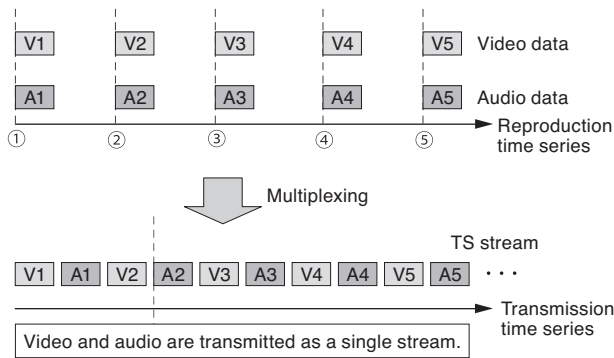 V1 V2 V3 V4 V5 Video data
A1 A2 A3 A4 A5 Audio data
① ② ③ ④ ⑤ Reproduction
time series
Multiplexing
TS stream
V1 A1 V2 A2 V3 A3 V4 A4 V5 A5 ···
Transmission
time series
Video and audio are transmitted as a single stream.